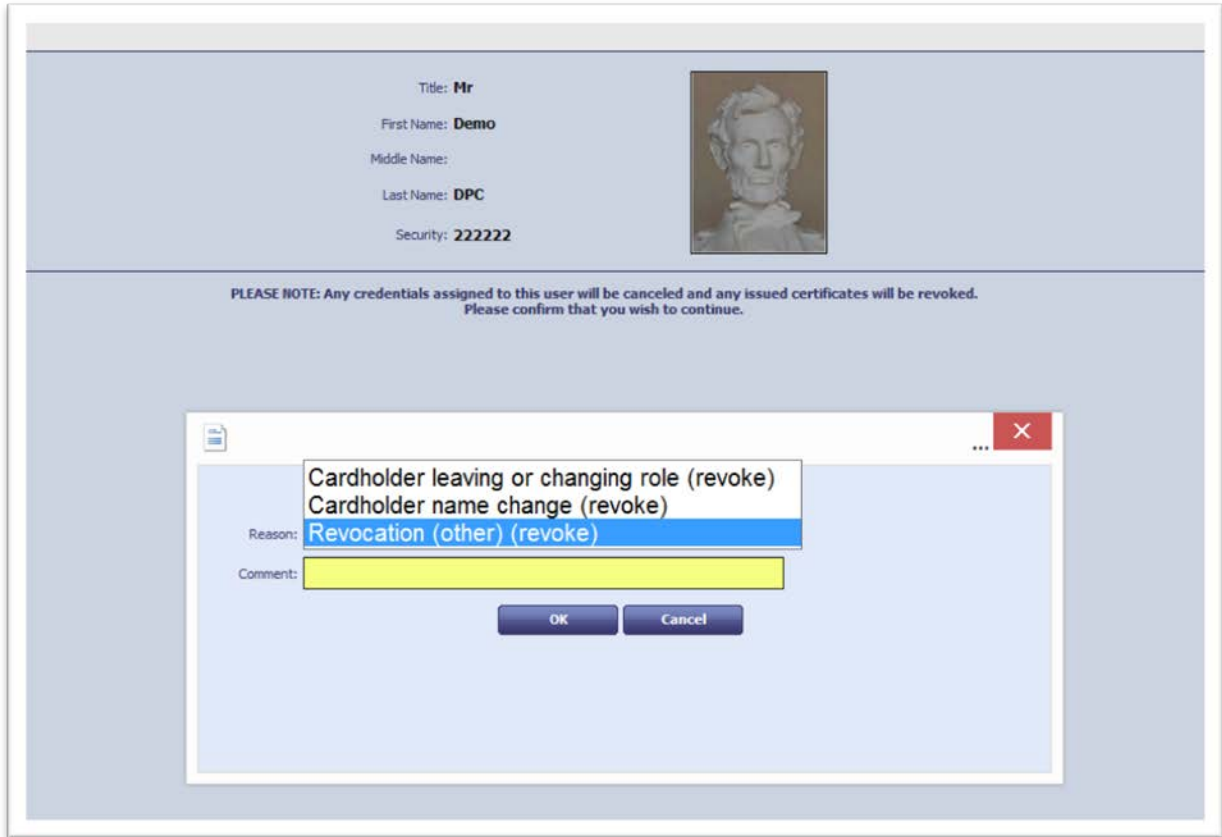 Title: Mr
First Name: Demo
Middle Name:
Last Name: DPC
Security: 222222
PLEASE NOTE: Any credentials assigned to this user will be canceled and any issued certificates will be revoked.
Please confirm that you wish to continue.
...
Cardholder leaving or changing role (revoke)
Cardholder name change (revoke)
Reason: Revocation (other) (revoke)
Comment:
OK Cancel